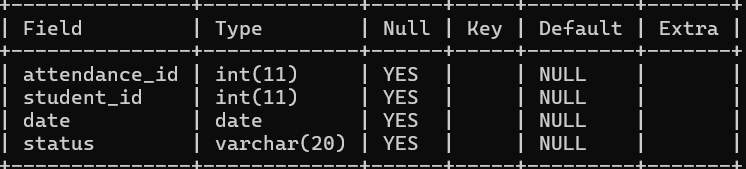 +---------------+-------------+------+-----+---------+-------+
| Field         | Type        | Null | Key | Default | Extra |
+---------------+-------------+------+-----+---------+-------+
| attendance_id | int(11)     | YES  |     | NULL    |       |
| student_id    | int(11)     | YES  |     | NULL    |       |
| date          | date        | YES  |     | NULL    |       |
| status        | varchar(20) | YES  |     | NULL    |       |
+---------------+-------------+------+-----+---------+-------+